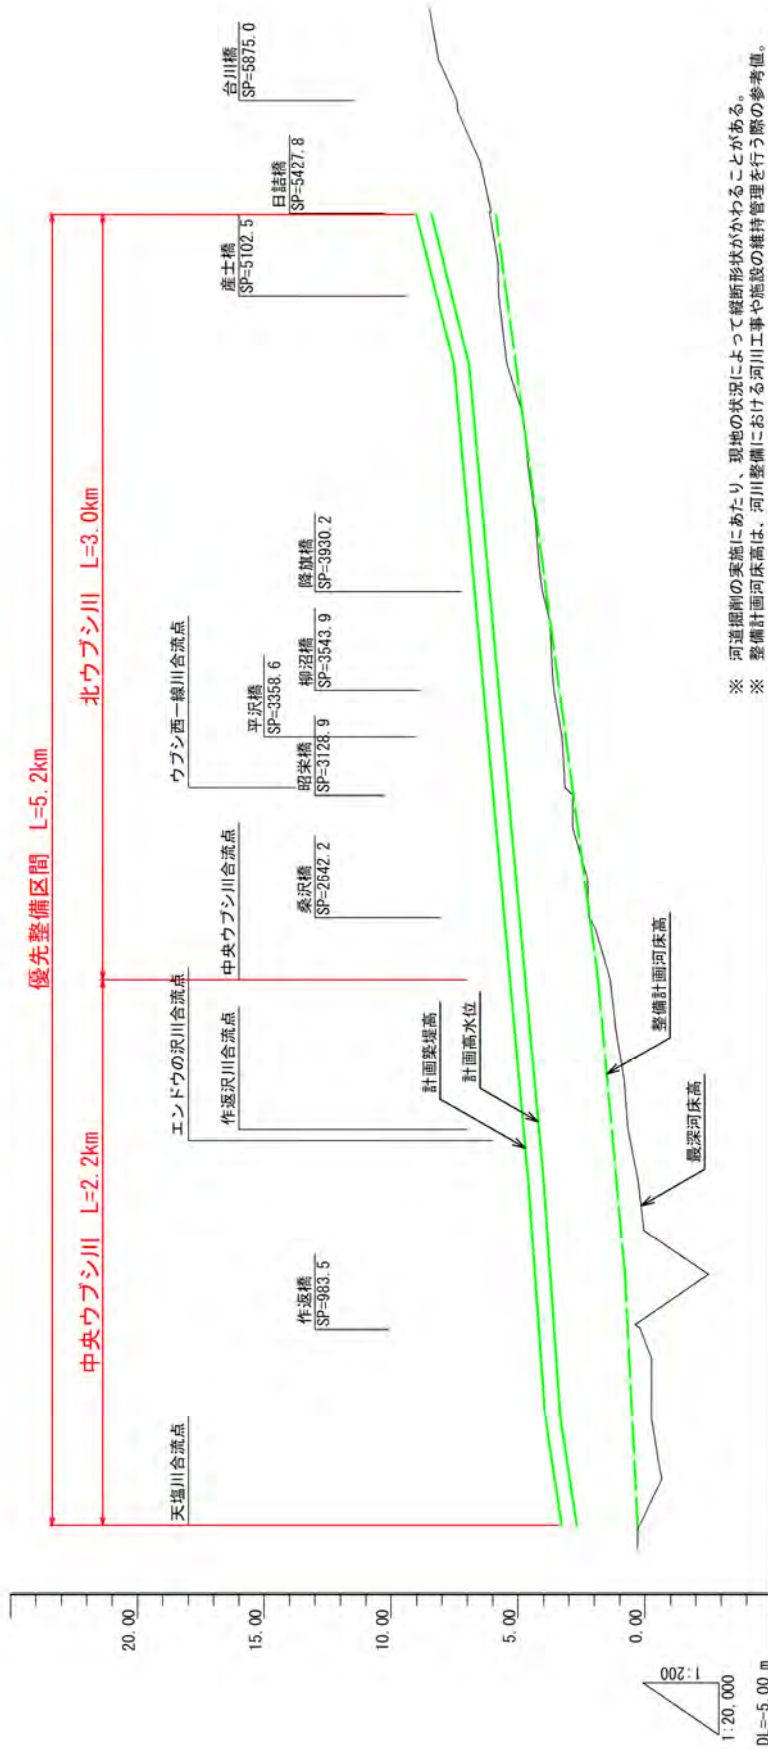 優先整備区間 L=5.2km
中央ウブシ川 L=2.2km
北ウブシ川 L=3.0km
天塩川合流点
作返橋
SP=983.5
エンドウの沢川合流点
作返沢川合流点
中央ウブシ川合流点
桑沢橋
SP=2642.2
ウブシ西一線川合流点
昭栄橋
SP=3128.9
平沢橋
SP=3358.6
柳沼橋
SP=3543.9
降旗橋
SP=3930.2
産士橋
SP=5102.5
日詰橋
SP=5427.8
台川橋
SP=5875.0
計画築堤高
計画高水位
整備計画河床高
最深河床高
20.00
15.00
10.00
5.00
0.00
1:200
1:20,000
DL=-5.00 m
※ 河道掘削の実施にあたり、現地の状況によって縦断形状がかわることがある。
※ 整備計画河床高は、河川整備における河川工事や施設の維持管理を行う際の参考値。